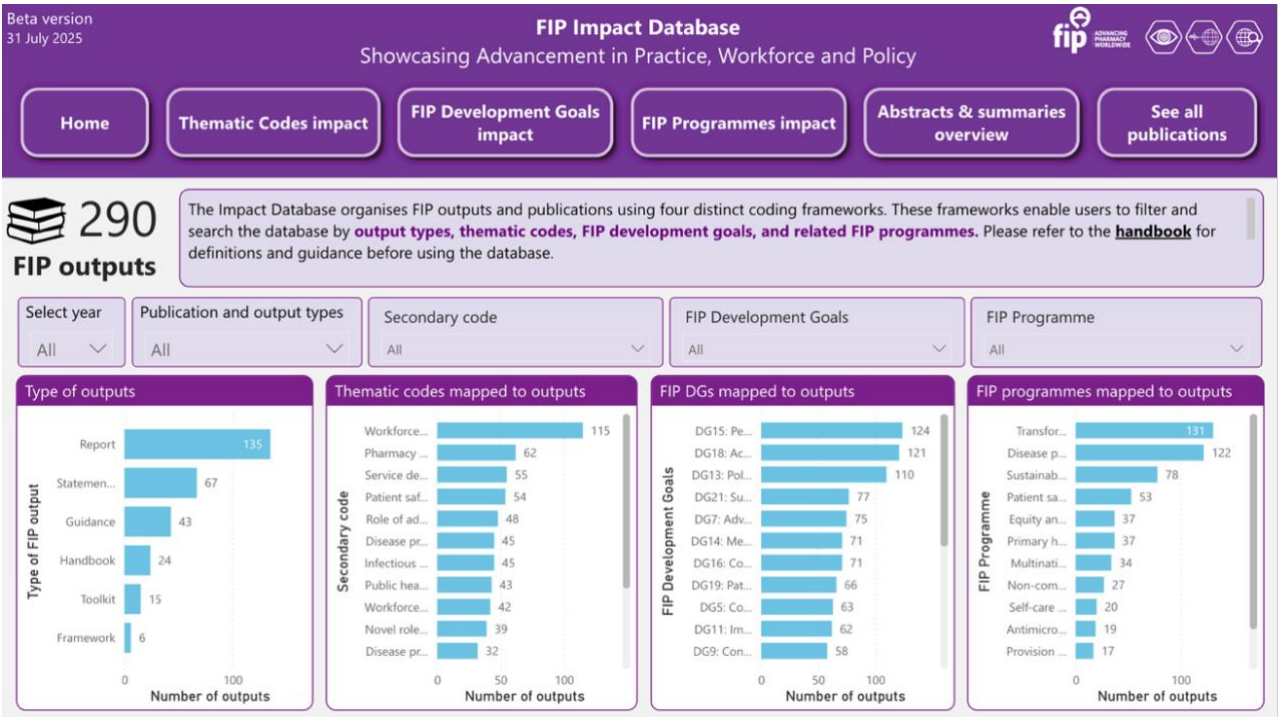 Beta version
31 July 2025
FIP Impact Database
Showcasing Advancement in Practice, Workforce and Policy
fip
ADVANCING
PHARMACY
WORLDWIDE
Home
Thematic Codes impact
FIP Development Goals
impact
FIP Programmes impact
Abstracts & summaries
overview
See all
publications
290
FIP outputs
The Impact Database organises FIP outputs and publications using four distinct coding frameworks. These frameworks enable users to filter and
search the database by output types, thematic codes, FIP development goals, and related FIP programmes. Please refer to the handbook for
definitions and guidance before using the database.
Select year
All
Publication and output types
All
Secondary code
All
FIP Development Goals
All
FIP Programme
All
Type of outputs
Type of FIP output
Report 135
Statemen... 67
Guidance 43
Handbook 24
Toolkit 15
Framework 6
0 100
Number of outputs
Thematic codes mapped to outputs
Secondary code
Workforce... 115
Pharmacy ... 62
Service de... 55
Patient saf... 54
Role of ad... 48
Disease pr... 45
Infectious ... 45
Public hea... 43
Workforce... 42
Novel role... 39
Disease pr... 32
0 50 100
Number of outputs
FIP DGs mapped to outputs
FIP Development Goals
DG15: Pe... 124
DG18: Ac... 121
DG13: Pol... 110
DG21: Su... 77
DG7: Adv... 75
DG14: Me... 71
DG16: Co... 71
DG19: Pat... 66
DG5: Co... 63
DG11: Im... 62
DG9: Con... 58
0 50 100
Number of outputs
FIP programmes mapped to outputs
FIP Programme
Transfor... 131
Disease p... 122
Sustainab... 78
Patient sa... 53
Equity an... 37
Primary h... 37
Multinati... 34
Non-com... 27
Self-care ... 20
Antimicro... 19
Provision ... 17
0 100
Number of outputs